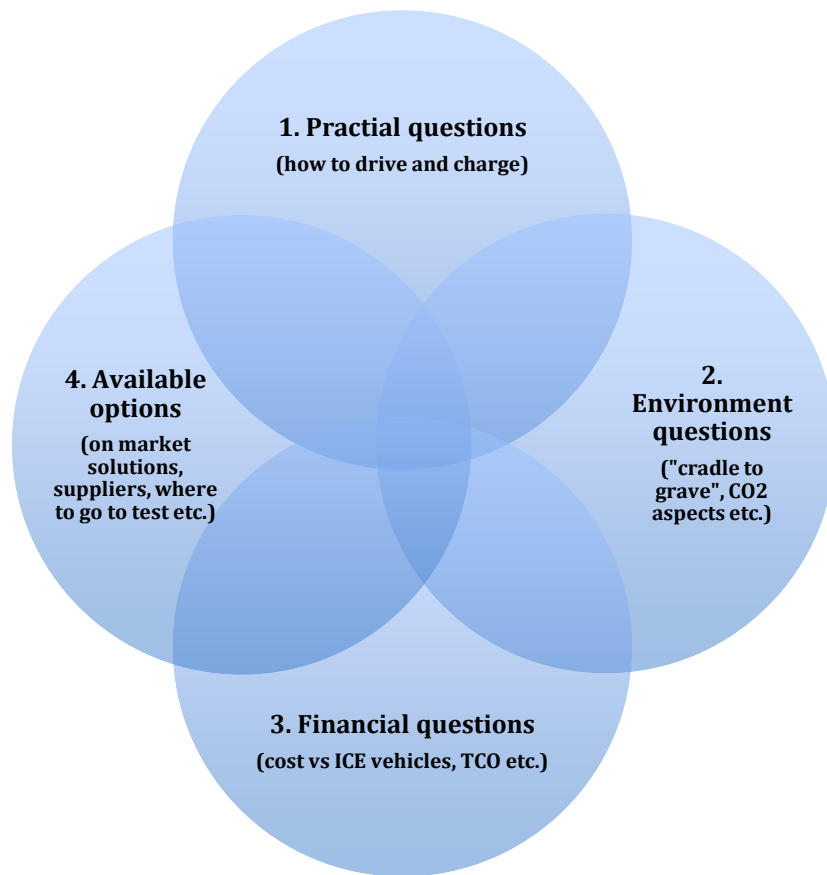 1. Practial questions
(how to drive and charge)
2.
Environment
questions
("cradle to
grave", CO2
aspects etc.)
3. Financial questions
(cost vs ICE vehicles, TCO etc.)
4. Available
options
(on market
solutions,
suppliers, where
to go to test etc.)